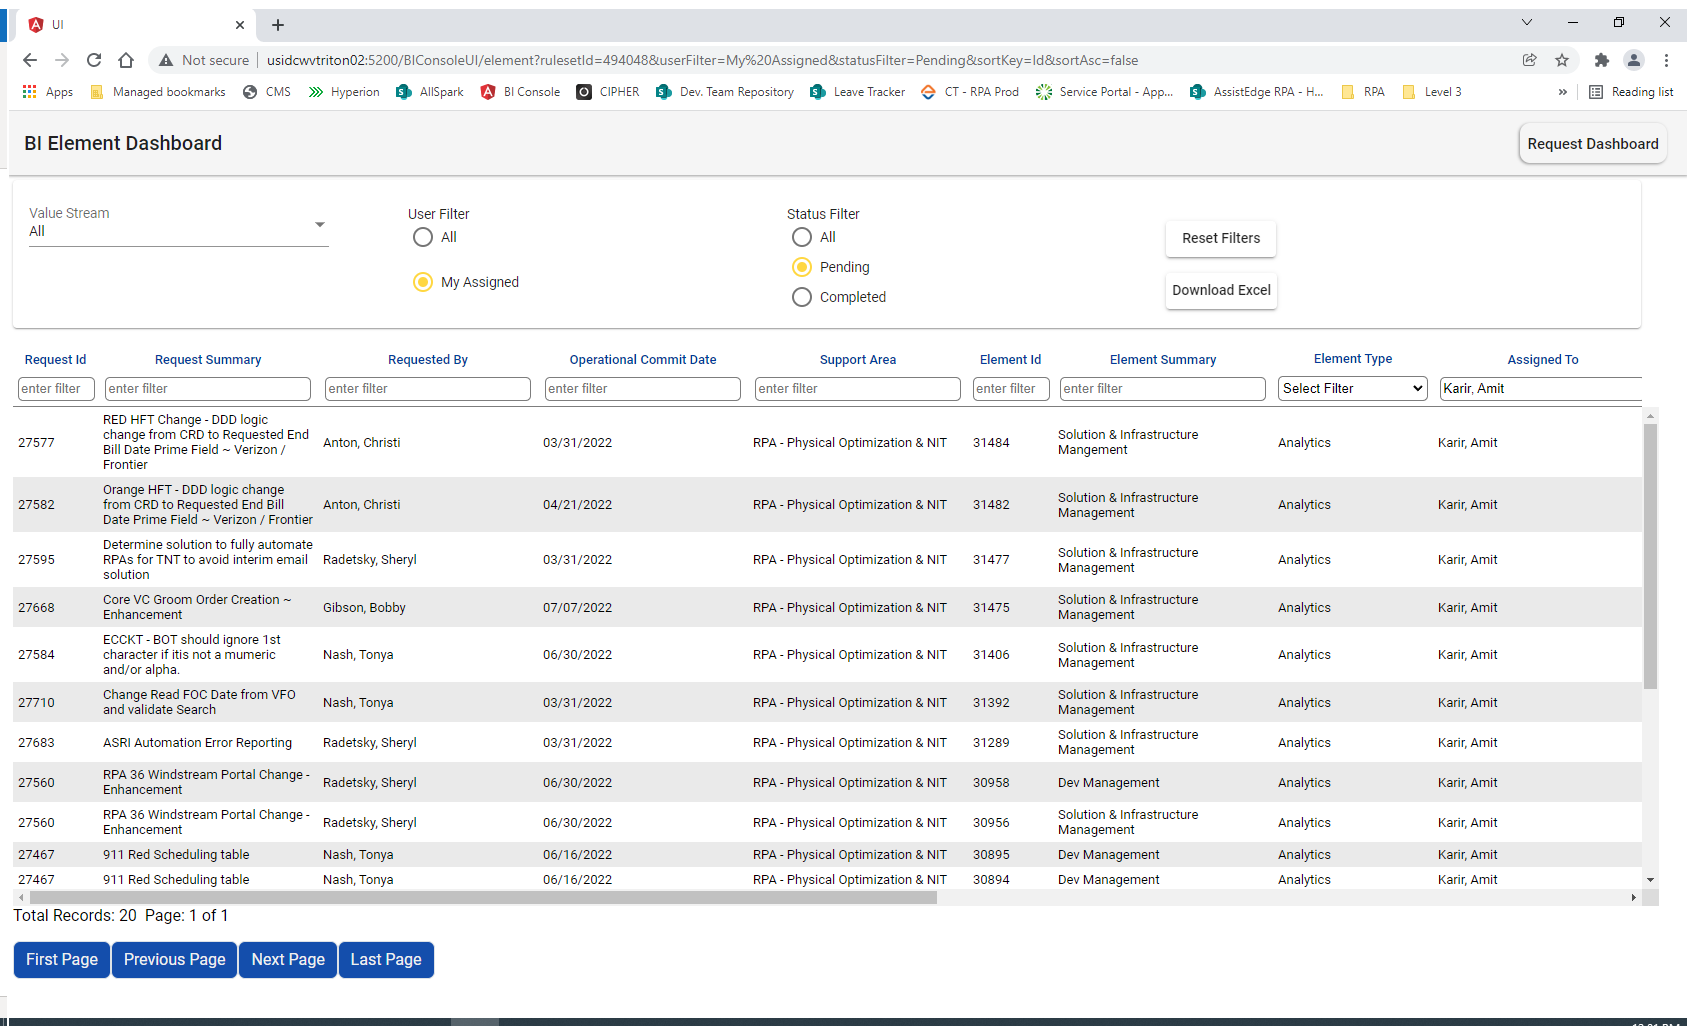 UI
Not secure usidcwvtriton02:5200/BIConsoleUI/element?rulesetId=494048&userFilter=My%20Assigned&statusFilter=Pending&sortKey=Id&sortAsc=false
Apps Managed bookmarks CMS Hyperion AllSpark BI Console CIPHER Dev. Team Repository Leave Tracker CT - RPA Prod Service Portal - App... AssistEdge RPA - H... RPA Level 3 » Reading list
BI Element Dashboard Request Dashboard
Value Stream User Filter Status Filter
All All All Reset Filters
Pending
My Assigned Download Excel
Completed
Request Id Request Summary Requested By Operational Commit Date Support Area Element Id Element Summary Element Type Assigned To
enter filter enter filter enter filter enter filter enter filter enter filter enter filter Select Filter Karir, Amit
27577 RED HFT Change - DDD logic change from CRD to Requested End Bill Date Prime Field ~ Verizon / Frontier Anton, Christi 03/31/2022 RPA - Physical Optimization & NIT 31484 Solution & Infrastructure Mangement Analytics Karir, Amit
27582 Orange HFT - DDD logic change from CRD to Requested End Bill Date Prime Field ~ Verizon / Frontier Anton, Christi 04/21/2022 RPA - Physical Optimization & NIT 31482 Solution & Infrastructure Management Analytics Karir, Amit
27595 Determine solution to fully automate RPAs for TNT to avoid interim email solution Radetsky, Sheryl 03/31/2022 RPA - Physical Optimization & NIT 31477 Solution & Infrastructure Management Analytics Karir, Amit
27668 Core VC Groom Order Creation ~ Enhancement Gibson, Bobby 07/07/2022 RPA - Physical Optimization & NIT 31475 Solution & Infrastructure Management Analytics Karir, Amit
27584 ECCKT - BOT should ignore 1st character if itis not a mumeric and/or alpha. Nash, Tonya 06/30/2022 RPA - Physical Optimization & NIT 31406 Solution & Infrastructure Management Analytics Karir, Amit
27710 Change Read FOC Date from VFO and validate Search Nash, Tonya 03/31/2022 RPA - Physical Optimization & NIT 31392 Solution & Infrastructure Management Analytics Karir, Amit
27683 ASRI Automation Error Reporting Radetsky, Sheryl 03/31/2022 RPA - Physical Optimization & NIT 31289 Solution & Infrastructure Management Analytics Karir, Amit
27560 RPA 36 Windstream Portal Change - Enhancement Radetsky, Sheryl 06/30/2022 RPA - Physical Optimization & NIT 30958 Dev Management Analytics Karir, Amit
27560 RPA 36 Windstream Portal Change - Enhancement Radetsky, Sheryl 06/30/2022 RPA - Physical Optimization & NIT 30956 Solution & Infrastructure Management Analytics Karir, Amit
27467 911 Red Scheduling table Nash, Tonya 06/16/2022 RPA - Physical Optimization & NIT 30895 Dev Management Analytics Karir, Amit
27467 911 Red Scheduling table Nash, Tonya 06/16/2022 RPA - Physical Optimization & NIT 30894 Dev Management Analytics Karir, Amit
Total Records: 20 Page: 1 of 1
First Page Previous Page Next Page Last Page